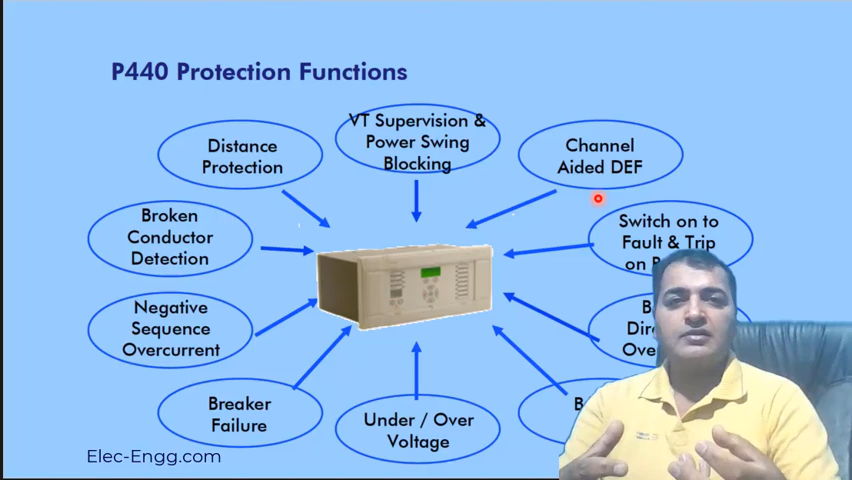 P440 Protection Functions
VT Supervision &
Power Swing
Blocking
Distance
Protection
Channel
Aided DEF
Broken
Conductor
Detection
Switch on to
Fault & Trip
on
Negative
Sequence
Overcurrent
Breaker
Failure
Under / Over
Voltage
Elec-Engg.com